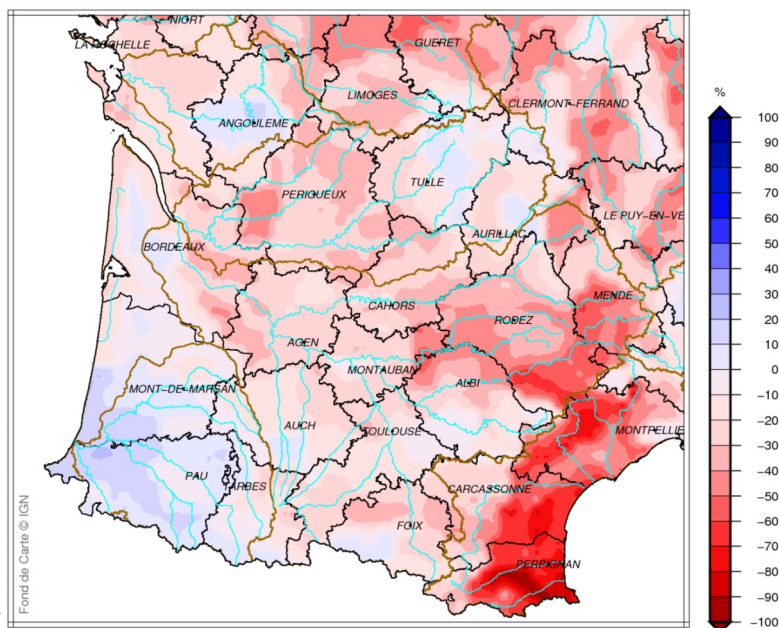 NIORT
LA ROCHELLE
GUERET
LIMOGES
CLERMONT-FERRAND
ANGOULEME
TULLE
PERIGUEUX
LE PUY-EN-VE
AURILLAC
BORDEAUX
MENDE
CAHORS
RODEZ
AGEN
MONTAUBAN
ALBI
MONT-DE-MARSAN
AUCH
TOULOUSE
MONTPELLIE
PAU
TARBES
CARCASSONNE
FOIX
PERPIGNAN
Fond de Carte © IGN
%
100
90
80
70
60
50
40
30
20
10
0
-10
-20
-30
-40
-50
-60
-70
-80
-90
-100